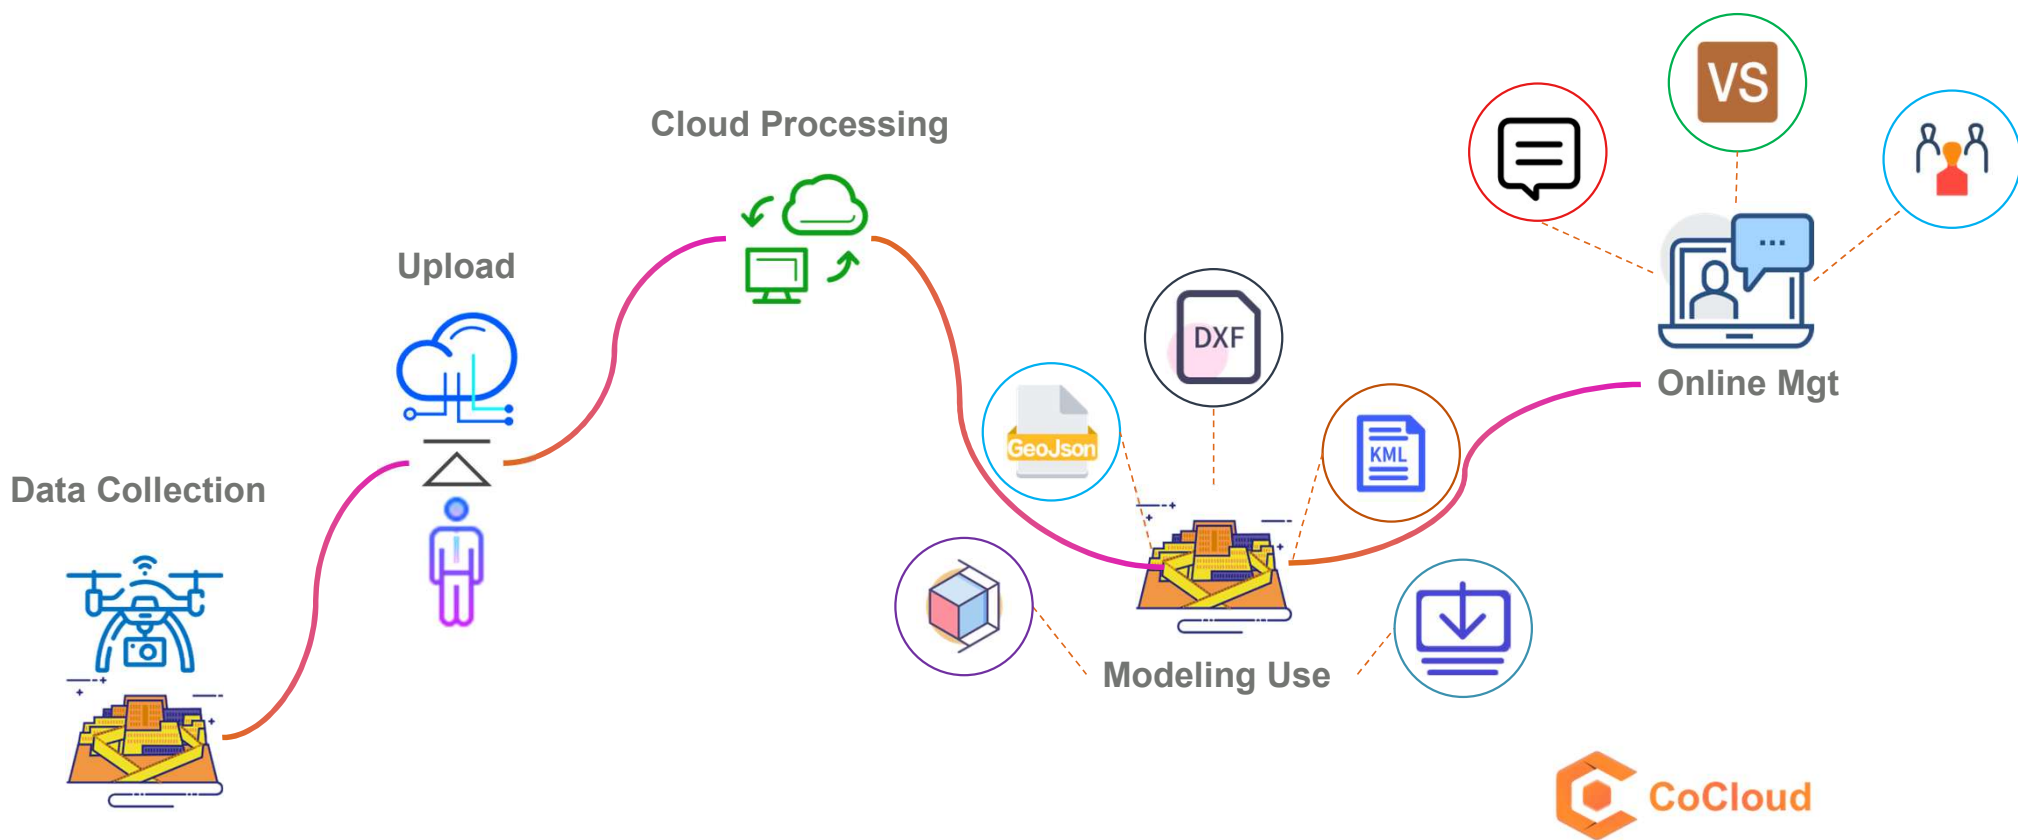 VS
Cloud Processing
Upload
...
DXF
Online Mgt
GeoJson
KML
Data Collection
Modeling Use
CoCloud